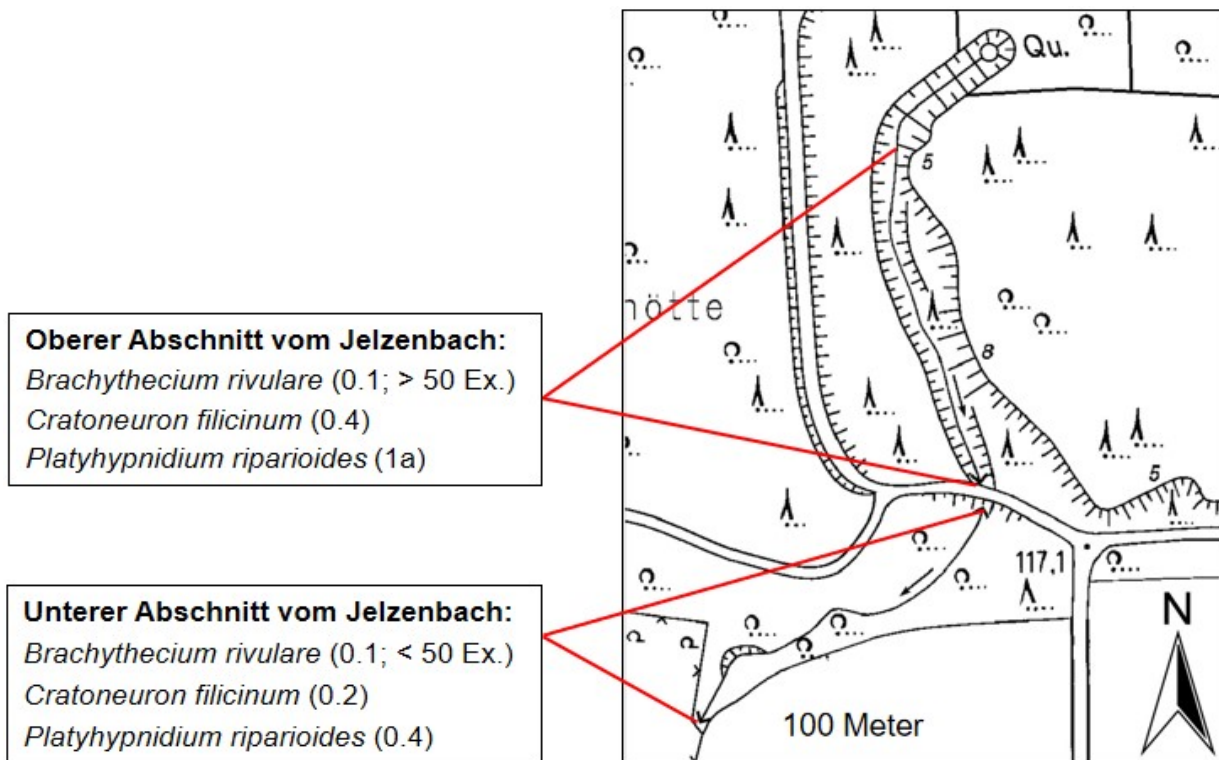 Oberer Abschnitt vom Jelzenbach:
Brachythecium rivulare (0.1; > 50 Ex.)
Cratoneuron filicinum (0.4)
Platyhypnidium riparioides (1a)
Unterer Abschnitt vom Jelzenbach:
Brachythecium rivulare (0.1; < 50 Ex.)
Cratoneuron filicinum (0.2)
Platyhypnidium riparioides (0.4)
Qu.
5
hötte
8
5
117,1
N
100 Meter